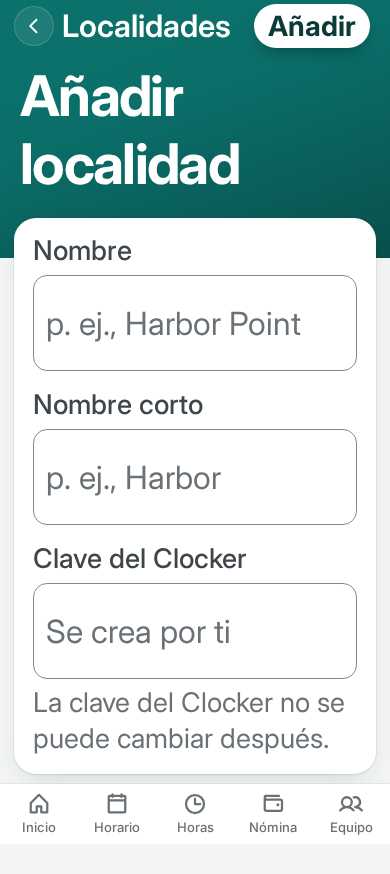 Localidades
Añadir
Añadir
localidad
Nombre
p. ej., Harbor Point
Nombre corto
p. ej., Harbor
Clave del Clocker
Se crea por ti
La clave del Clocker no se
puede cambiar después.
Inicio
Horario
Horas
Nómina
Equipo